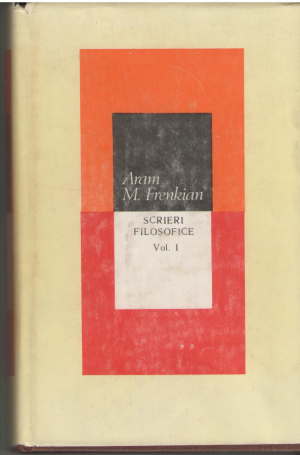 Aram
M. Frenkian
SCRIERI
FILOSOFICE
Vol. I